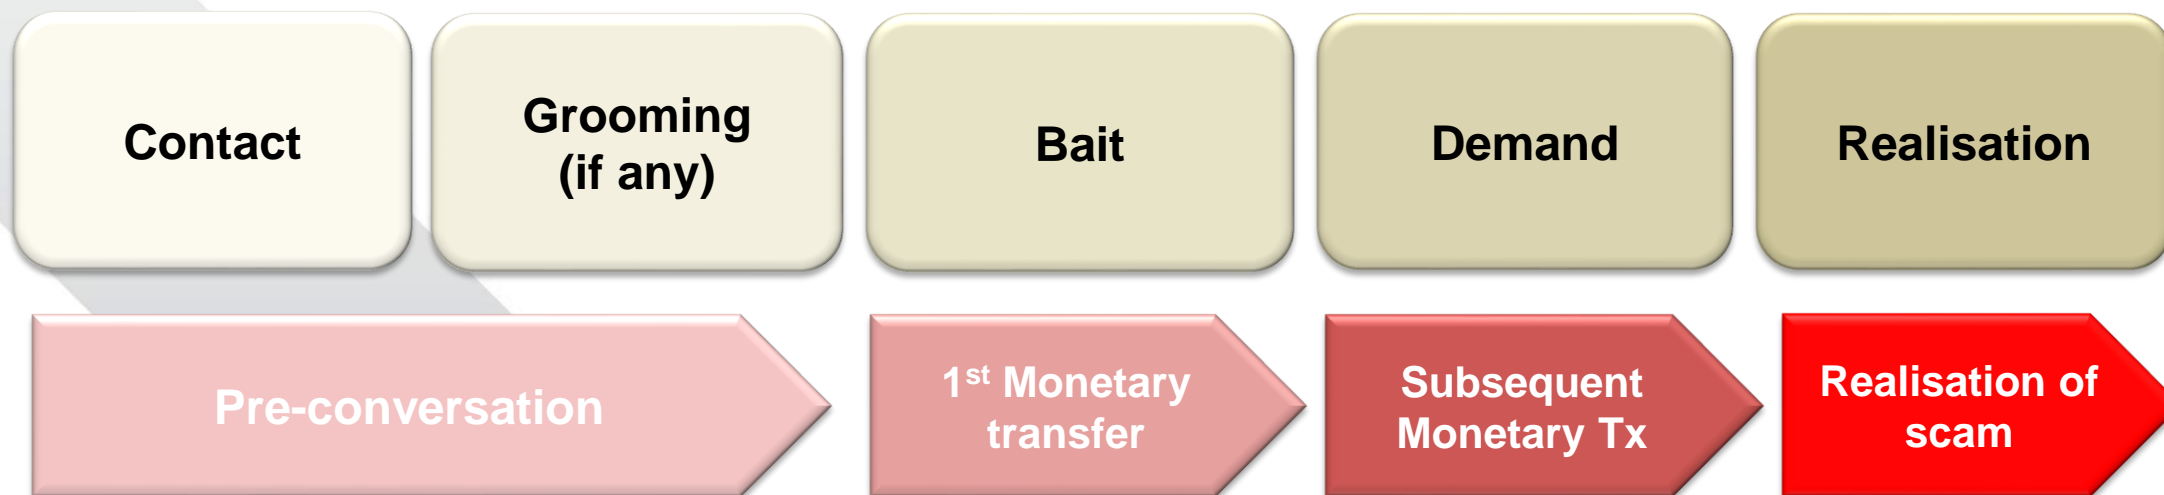 Contact
Grooming
(if any)
Bait
Demand
Realisation
Pre-conversation
1st Monetary
transfer
Subsequent
Monetary Tx
Realisation of
scam